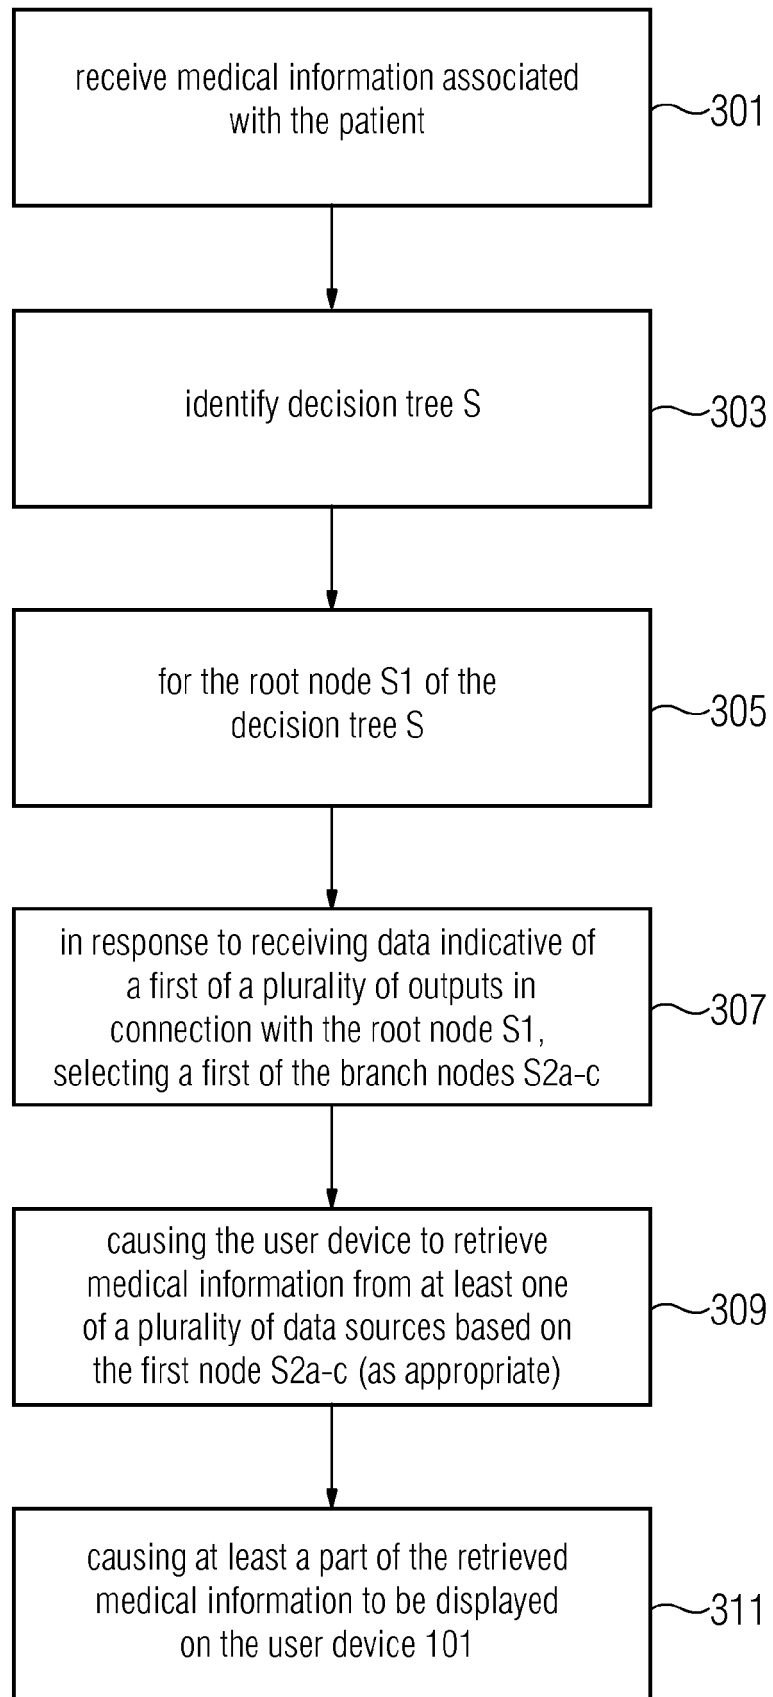 receive medical information associated
with the patient
301
identify decision tree S
303
for the root node S1 of the
decision tree S
305
in response to receiving data indicative of
a first of a plurality of outputs in
connection with the root node S1,
selecting a first of the branch nodes S2a-c
307
causing the user device to retrieve
medical information from at least one
of a plurality of data sources based on
the first node S2a-c (as appropriate)
309
causing at least a part of the retrieved
medical information to be displayed
on the user device 101
311